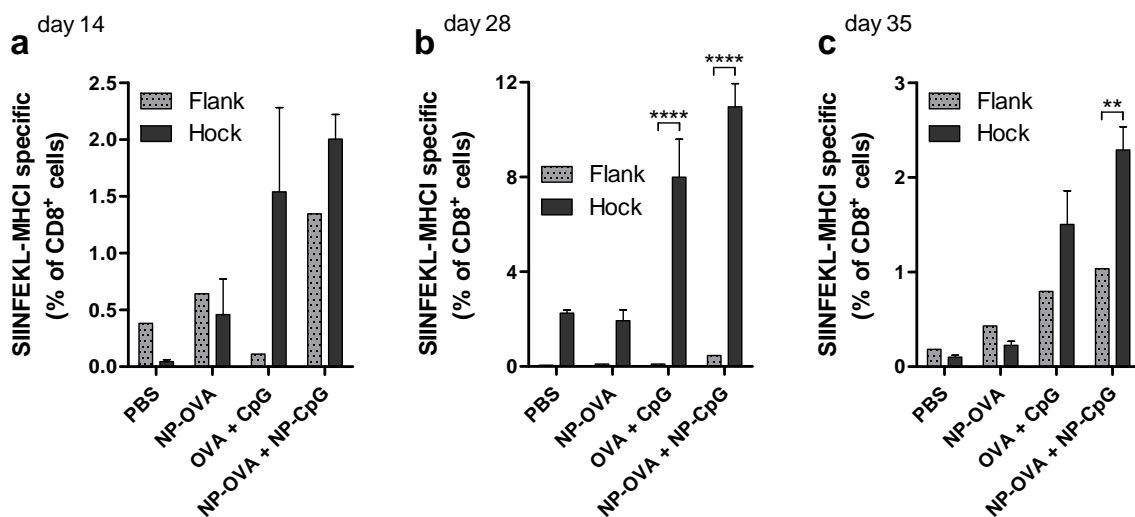 a day 14
SIINFEKL-MHCI specific
(% of CD8+ cells)
2.5
2.0
1.5
1.0
0.5
0.0
Flank
Hock
PBS
NP-OVA
OVA + CpG
NP-OVA + NP-CpG
b day 28
SIINFEKL-MHCI specific
(% of CD8+ cells)
12
8
4
0
Flank
Hock
****
****
PBS
NP-OVA
OVA + CpG
NP-OVA + NP-CpG
c day 35
SIINFEKL-MHCI specific
(% of CD8+ cells)
3
2
1
0
Flank
Hock
**
PBS
NP-OVA
OVA + CpG
NP-OVA + NP-CpG